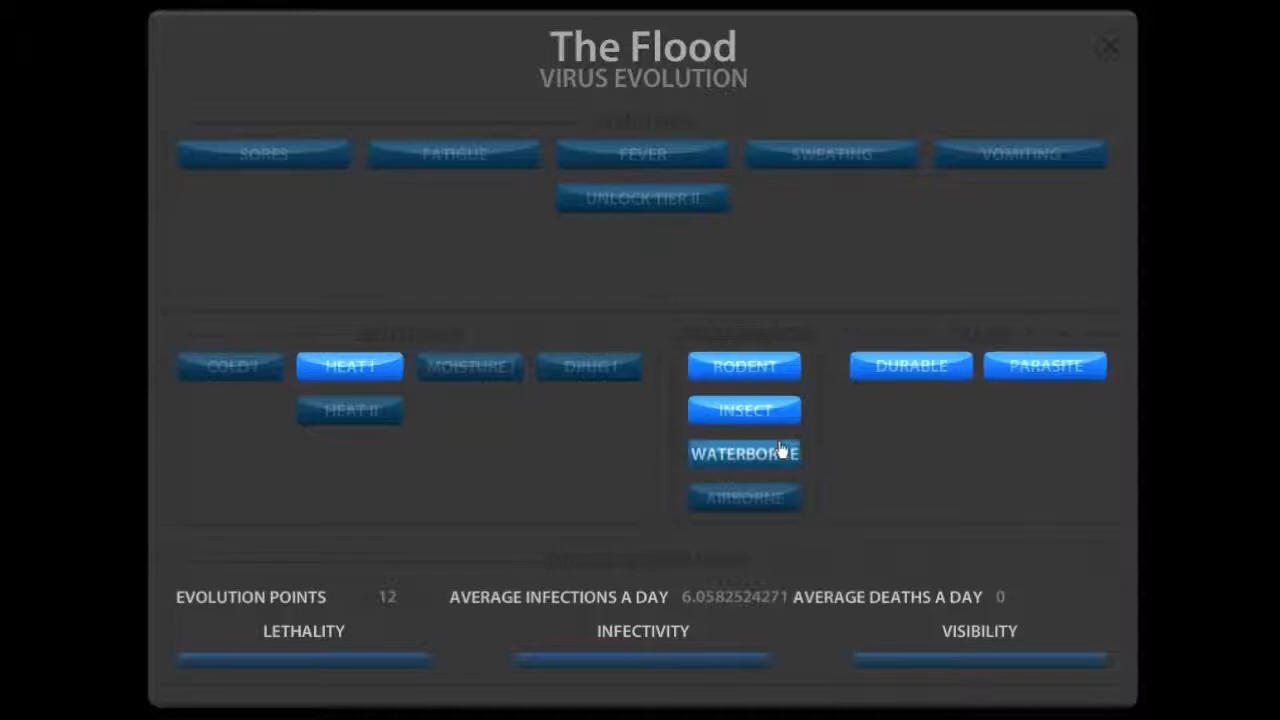 The Flood
VIRUS EVOLUTION
SORES FATIGUE FEVER SWEATING VOMITING
UNLOCK TIER II
COLD I HEAT I MOISTURE I DRUG I RODENT DURABLE PARASITE
HEAT II INSECT
WATERBORNE
AIRBORNE
EVOLUTION POINTS 12 AVERAGE INFECTIONS A DAY 6.0582524271 AVERAGE DEATHS A DAY 0
LETHALITY INFECTIVITY VISIBILITY